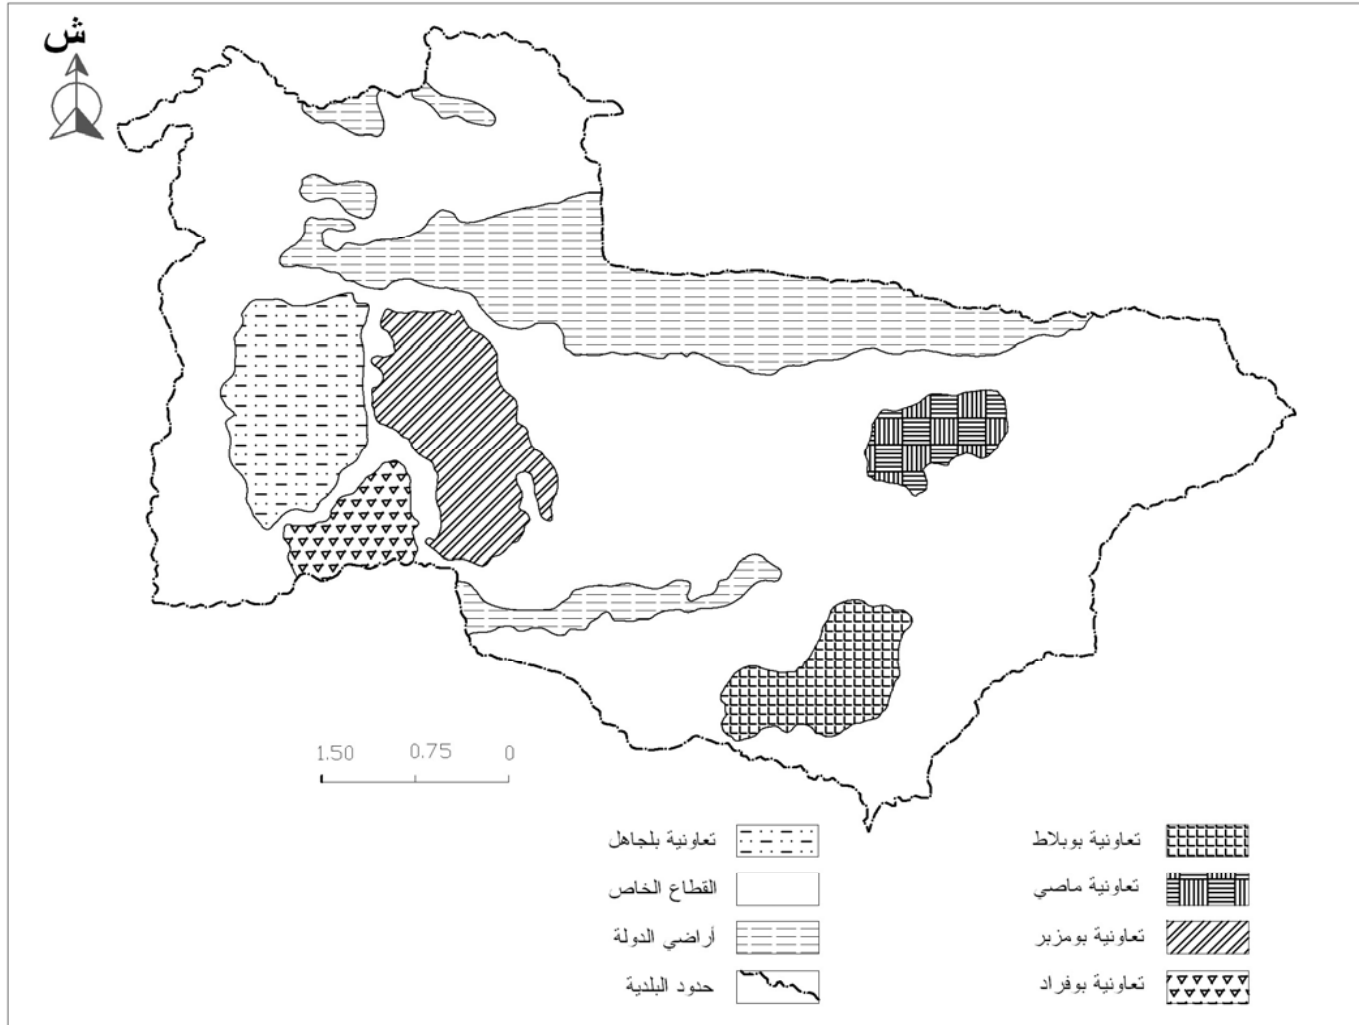 ش
1.50 0.75 0
تعاونية بوبلاط
تعاونية ماصي
تعاونية بومزبر
تعاونية بوفراد
تعاونية بلجاهل
القطاع الخاص
أراضي الدولة
حدود البلدية